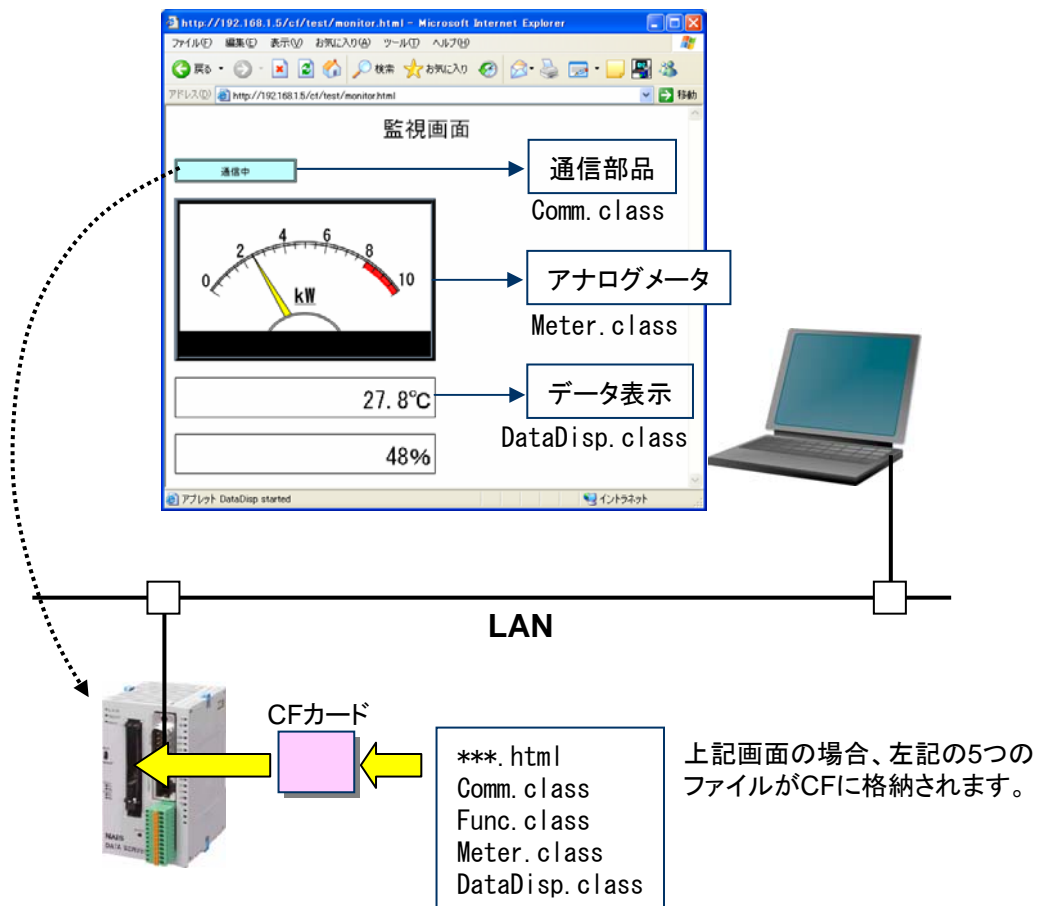 http://192.168.1.5/cf/test/monitor.html - Microsoft Internet Explorer
ファイル(F) 編集(E) 表示(V) お気に入り(A) ツール(T) ヘルプ(H)
戻る 検索 お気に入り
アドレス(D) http://192.168.1.5/cf/test/monitor.html 移動
監視画面
通信中
通信部品
Comm.class
0 2 4 6 8 10
kW
アナログメータ
Meter.class
27.8℃
データ表示
DataDisp.class
48%
アプレット DataDisp started イントラネット
LAN
CFカード
***.html
Comm.class
Func.class
Meter.class
DataDisp.class
上記画面の場合、左記の5つの
ファイルがCFに格納されます。
NAiS
DATA SERVER